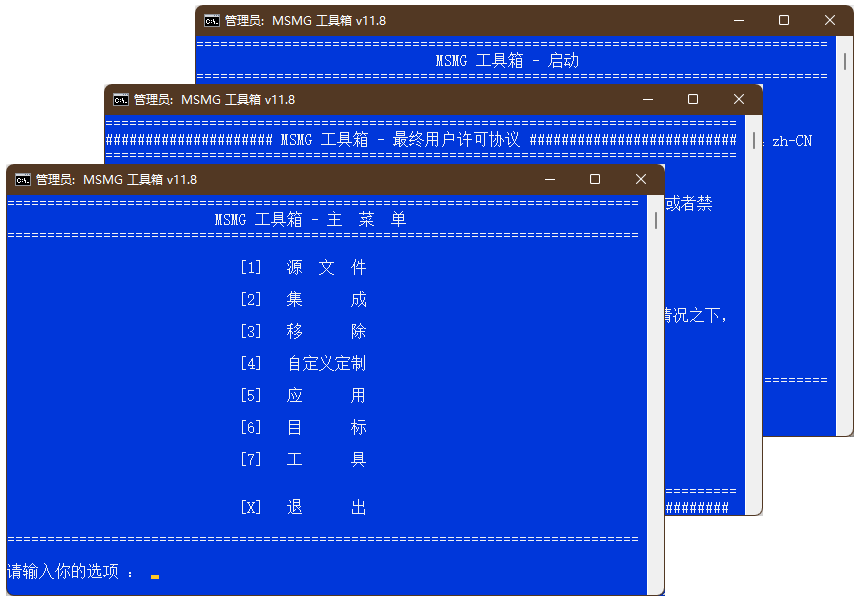 管理员: MSMG 工具箱 v11.8
================================================================================
MSMG 工具箱 - 启动
================================================================================
: zh-CN
========
管理员: MSMG 工具箱 v11.8
================================================================================
##################### MSMG 工具箱 - 最终用户许可协议 ##########################
================================================================================
或者禁
情况之下，
=========
########
管理员: MSMG 工具箱 v11.8
================================================================================
MSMG 工具箱 - 主 菜 单
================================================================================
[1] 源 文 件
[2] 集 成
[3] 移 除
[4] 自定义定制
[5] 应 用
[6] 目 标
[7] 工 具
[X] 退 出
================================================================================
请输入你的选项 ：